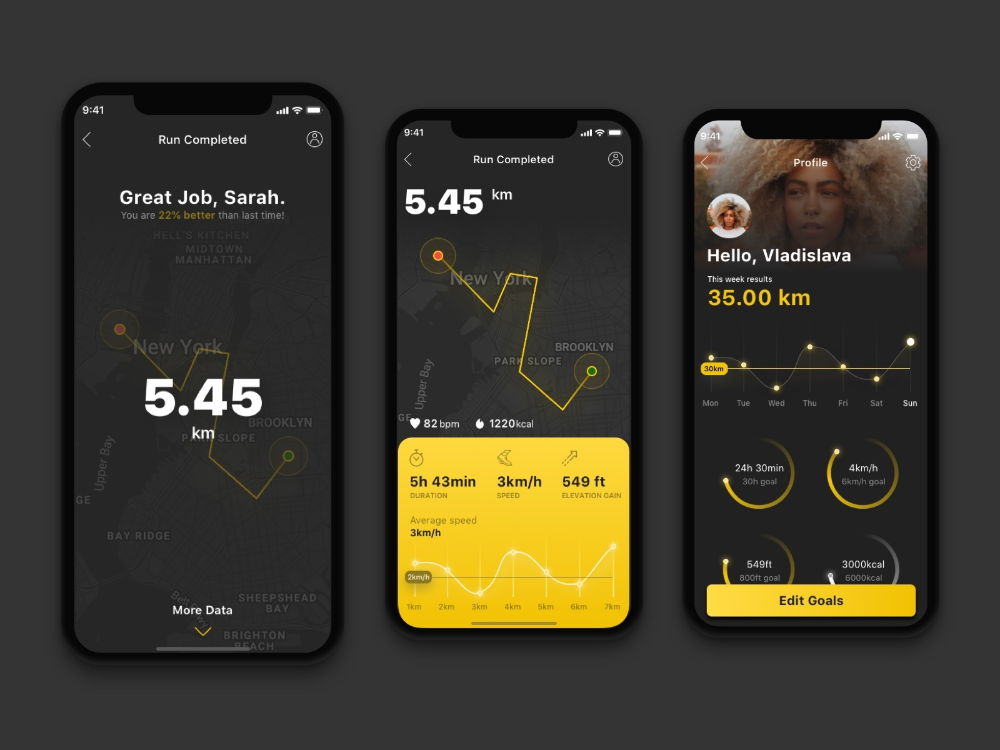 9:41
Run Completed
Great Job, Sarah.
You are 22% better than last time!
HELL'S KITCHEN
MIDTOWN
MANHATTAN
New York
5.45
km
BROOKLYN
PARK SLOPE
Upper Bay
GE
BAY RIDGE
More Data
SHEEPSHEAD
BAY
BRIGHTON
BEACH
9:41
Run Completed
5.45 km
New York
BROOKLYN
PARK SLOPE
Upper Bay
GE
82 bpm 1220kcal
5h 43min 3km/h 549 ft
DURATION SPEED ELEVATION GAIN
Average speed
3km/h
2km/h
1km 2km 3km 4km 5km 6km 7km
9:41
Profile
Hello, Vladislava
This week results
35.00 km
30km
Mon Tue Wed Thu Fri Sat Sun
24h 30min 4km/h
30h goal 6km/h goal
549ft 3000kcal
800ft goal 6000kcal
Edit Goals